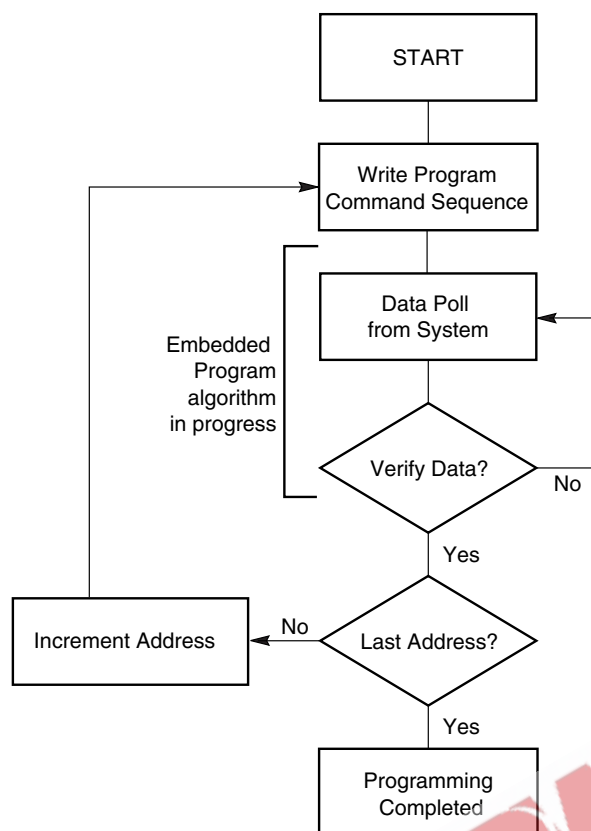 START
Write Program
Command Sequence
Data Poll
from System
Embedded
Program
algorithm
in progress
Verify Data?
No
Yes
Increment Address
No
Last Address?
Yes
Programming
Completed